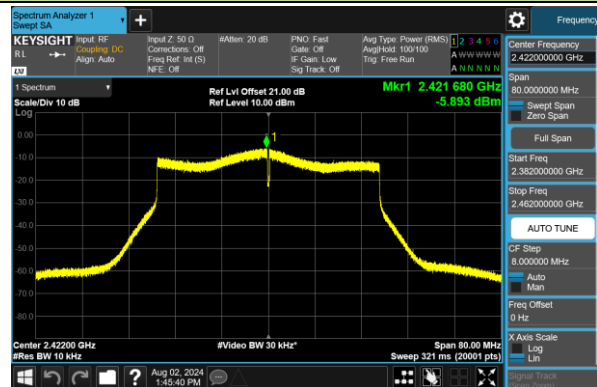 Spectrum Analyzer 1
Swept SA
Frequency
KEYSIGHT
Input: RF
Input Z: 50 Ω
#Atten: 20 dB
PNO: Fast
Avg Type: Power (RMS)
1 2 3 4 5 6
RL
Coupling: DC
Corrections: Off
Gate: Off
Avg|Hold: 100/100
A W W W W W
Align: Auto
Freq Ref: Int (S)
IF Gain: Low
Trig: Free Run
NFE: Off
Sig Track: Off
A N N N N N
LXI
1 Spectrum
Ref Lvl Offset 21.00 dB
Mkr1 2.421 680 GHz
Scale/Div 10 dB
Ref Level 10.00 dBm
-5.893 dBm
Log
1
0.00
-10.0
-20.0
-30.0
-40.0
-50.0
-60.0
-70.0
-80.0
Center 2.42200 GHz
#Video BW 30 kHz*
Span 80.00 MHz
#Res BW 10 kHz
Sweep 321 ms (20001 pts)
?
Aug 02, 2024
1:45:40 PM
Center Frequency
2.422000000 GHz
Span
80.0000000 MHz
Swept Span
Zero Span
Full Span
Start Freq
2.382000000 GHz
Stop Freq
2.462000000 GHz
AUTO TUNE
CF Step
8.000000 MHz
Auto
Man
Freq Offset
0 Hz
X Axis Scale
Log
Lin
Signal Track